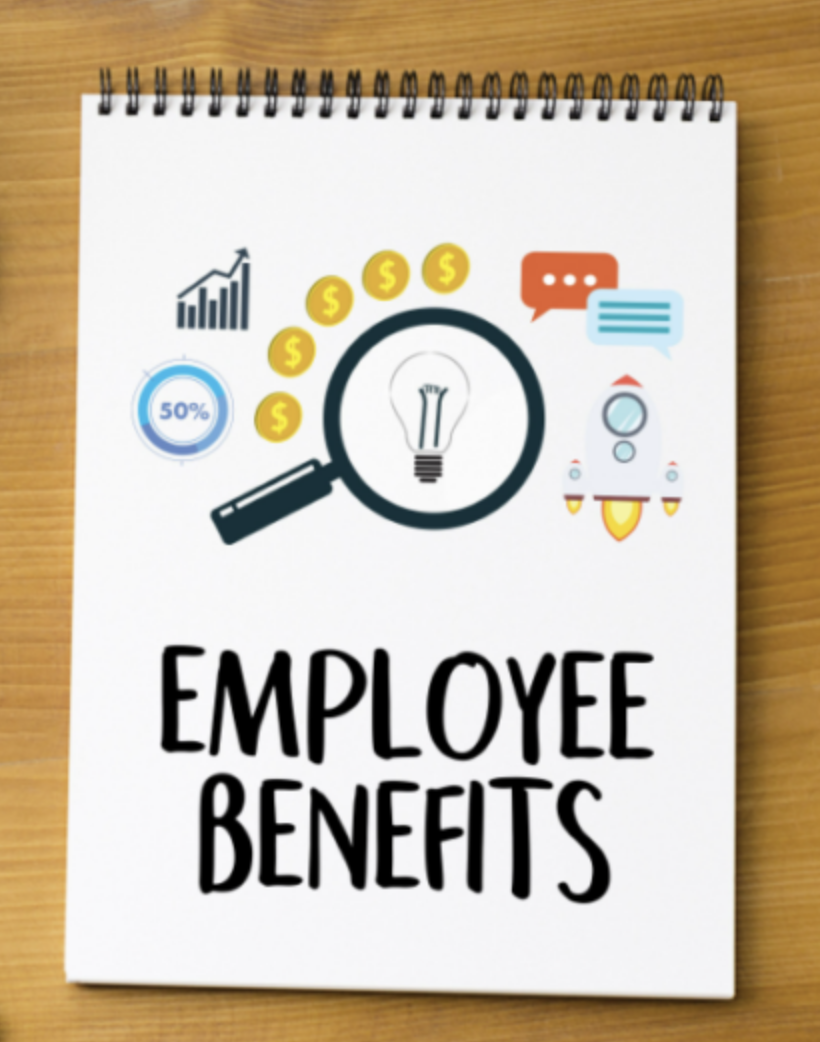 $ $ $
$
$
50%
EMPLOYEE
BENEFITS